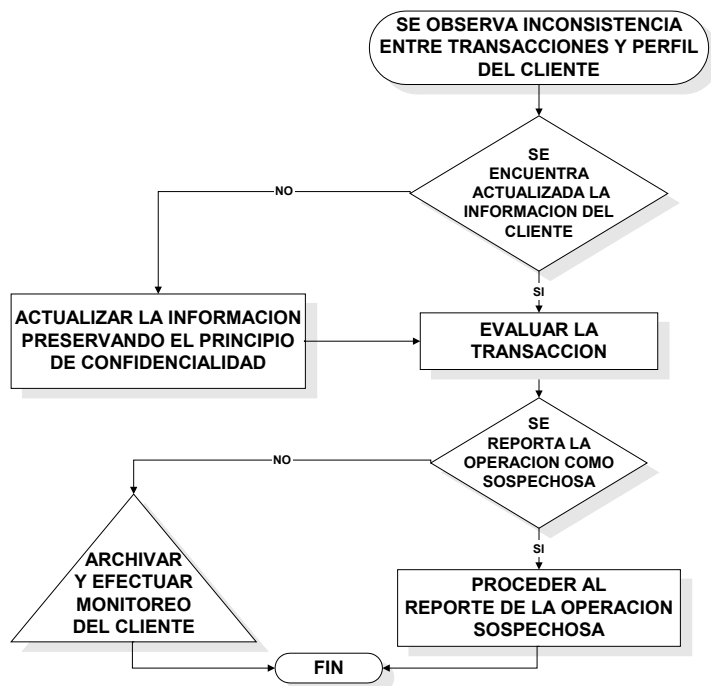 SE OBSERVA INCONSISTENCIA
ENTRE TRANSACCIONES Y PERFIL
DEL CLIENTE
SE
ENCUENTRA
ACTUALIZADA LA
INFORMACION DEL
CLIENTE
NO
SI
ACTUALIZAR LA INFORMACION
PRESERVANDO EL PRINCIPIO
DE CONFIDENCIALIDAD
EVALUAR LA
TRANSACCION
SE
REPORTA LA
OPERACION COMO
SOSPECHOSA
NO
SI
ARCHIVAR
Y EFECTUAR
MONITOREO
DEL CLIENTE
PROCEDER AL
REPORTE DE LA OPERACION
SOSPECHOSA
FIN